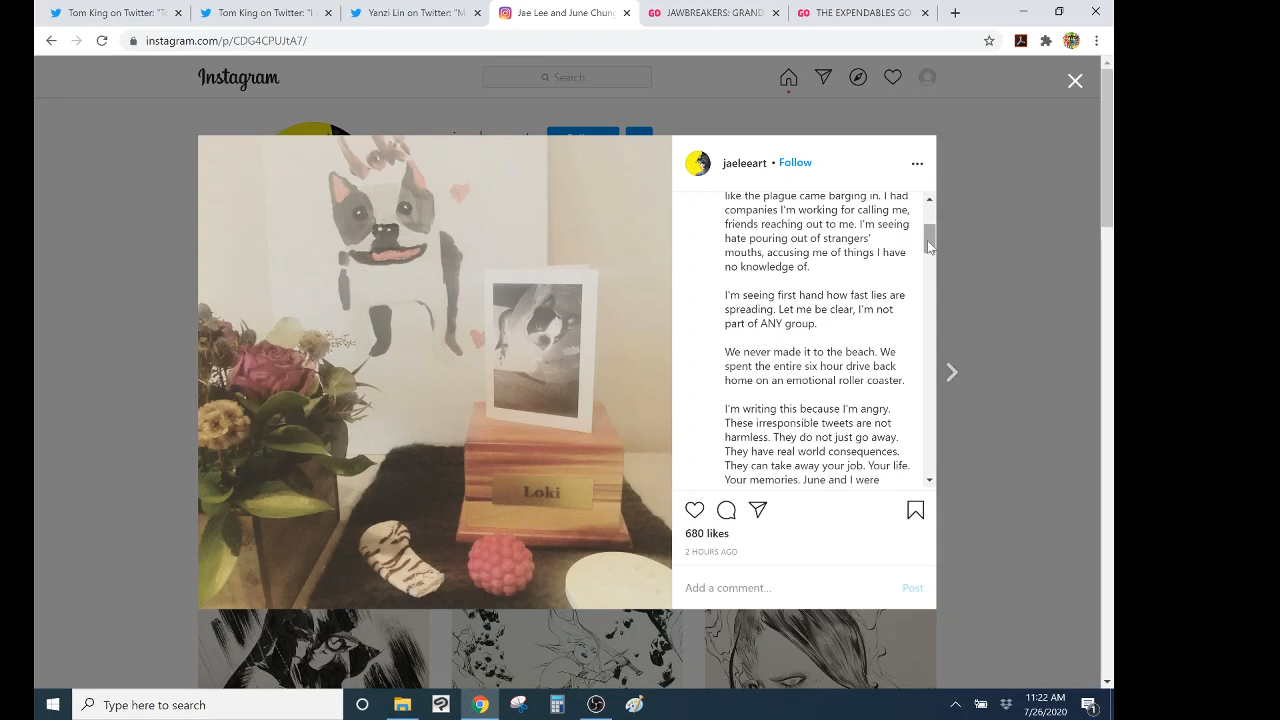 Tom King on Twitter: "To
Tom King on Twitter: "I
Yanzi Lin on Twitter: "M
Jae Lee and June Chung
JAWBREAKERS: GRAND
THE EXPENDABLES GO
instagram.com/p/CDG4CPUJtA7/
Instagram
Search
jaeleeart • Follow
like the plague came barging in. I had
companies I'm working for calling me,
friends reaching out to me. I'm seeing
hate pouring out of strangers'
mouths, accusing me of things I have
no knowledge of.
I'm seeing first hand how fast lies are
spreading. Let me be clear, I'm not
part of ANY group.
We never made it to the beach. We
spent the entire six hour drive back
home on an emotional roller coaster.
I'm writing this because I'm angry.
These irresponsible tweets are not
harmless. They do not just go away.
They have real world consequences.
They can take away your job. Your life.
Your memories. June and I were
Loki
680 likes
2 HOURS AGO
Add a comment...
Post
Type here to search
11:22 AM
7/26/2020
1